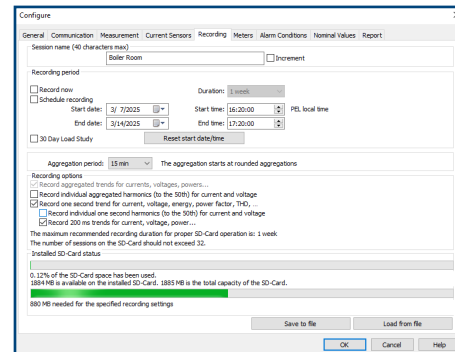 Configure
General Communication Measurement Current Sensors Recording Meters Alarm Conditions Nominal Values Report
Session name (40 characters max)
Boiler Room Increment
Recording period
Record now Duration: 1 week
Schedule recording
Start date: 3/ 7/2025 Start time: 16:20:00 PEL local time
End date: 3/14/2025 End time: 17:20:00
30 Day Load Study Reset start date/time
Aggregation period: 15 min The aggregation starts at rounded aggregations
Recording options
Record aggregated trends for currents, voltages, powers...
Record individual aggregated harmonics (to the 50th) for current and voltage
Record one second trend for current, voltage, energy, power factor, THD, ...
Record individual one second harmonics (to the 50th) for current and voltage
Record 200 ms trends for current, voltage, power...
The maximum recommended recording duration for proper SD-Card operation is: 1 week
The number of sessions on the SD-Card should not exceed 32.
Installed SD-Card status
0.12% of the SD-Card space has been used.
1884 MB is available on the installed SD-Card. 1885 MB is the total capacity of the SD-Card.
880 MB needed for the specified recording settings
Save to file Load from file
OK Cancel Help